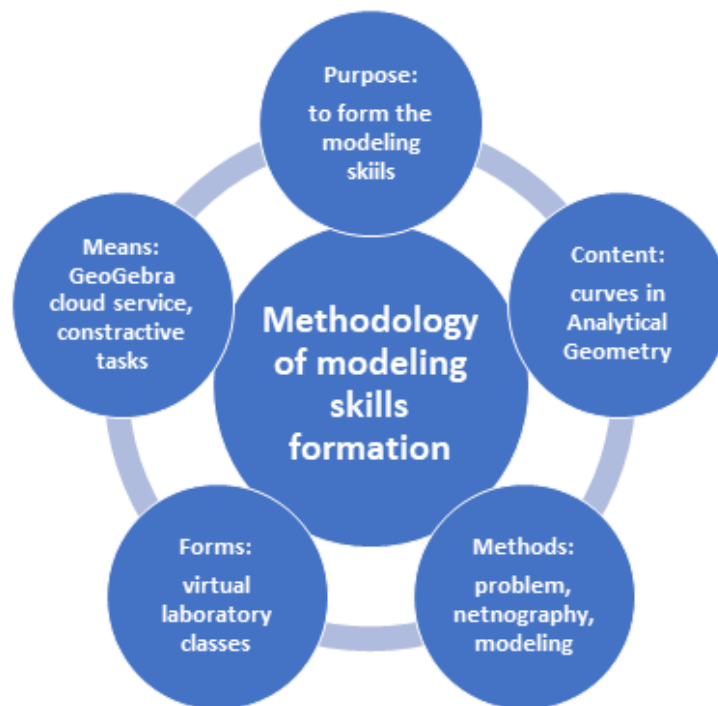 Purpose:
to form the
modeling
skiils
Means:
GeoGebra
cloud service,
constractive
tasks
Content:
curves in
Analytical
Geometry
Methodology
of modeling
skills
formation
Forms:
virtual
laboratory
classes
Methods:
problem,
netnography,
modeling